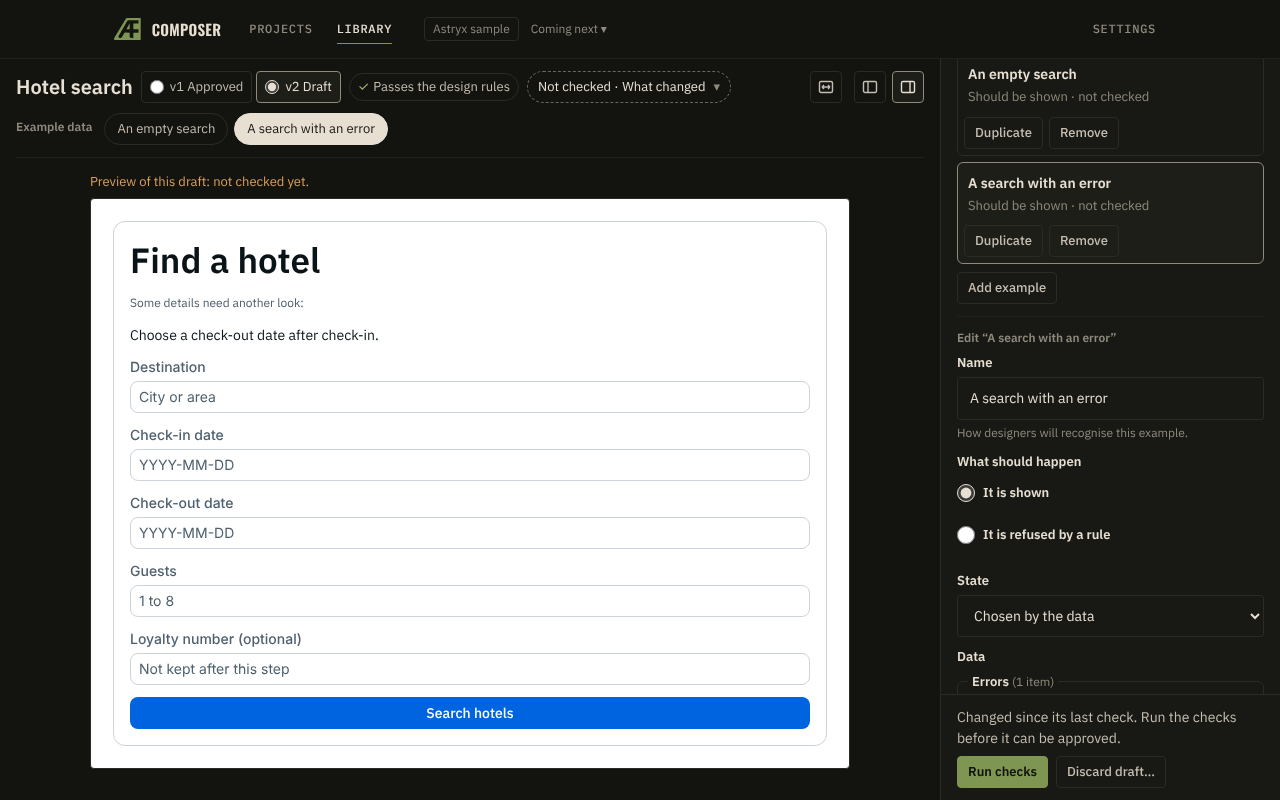 COMPOSER PROJECTS LIBRARY Astryx sample Coming next ▾ SETTINGS
Hotel search v1 Approved v2 Draft ✓ Passes the design rules Not checked · What changed ▾
Example data An empty search A search with an error
Preview of this draft: not checked yet.
Find a hotel
Some details need another look:
Choose a check-out date after check-in.
Destination
City or area
Check-in date
YYYY-MM-DD
Check-out date
YYYY-MM-DD
Guests
1 to 8
Loyalty number (optional)
Not kept after this step
Search hotels
An empty search
Should be shown · not checked
Duplicate Remove
A search with an error
Should be shown · not checked
Duplicate Remove
Add example
Edit “A search with an error”
Name
A search with an error
How designers will recognise this example.
What should happen
It is shown
It is refused by a rule
State
Chosen by the data
Data
Errors (1 item)
Changed since its last check. Run the checks
before it can be approved.
Run checks Discard draft...